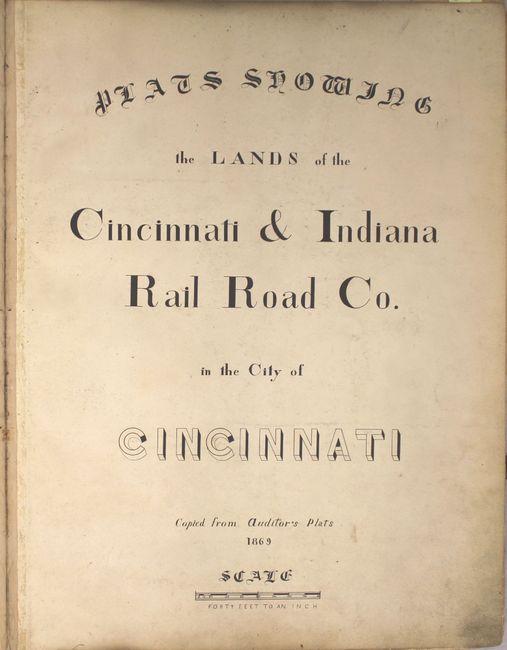 PLATS SHOWING
the LANDS of the
Cincinnati & Indiana
Rail Road Co.
in the City of
CINCINNATI
Copied from Auditor's Plats
1869
SCALE
FORTY FEET TO AN INCH